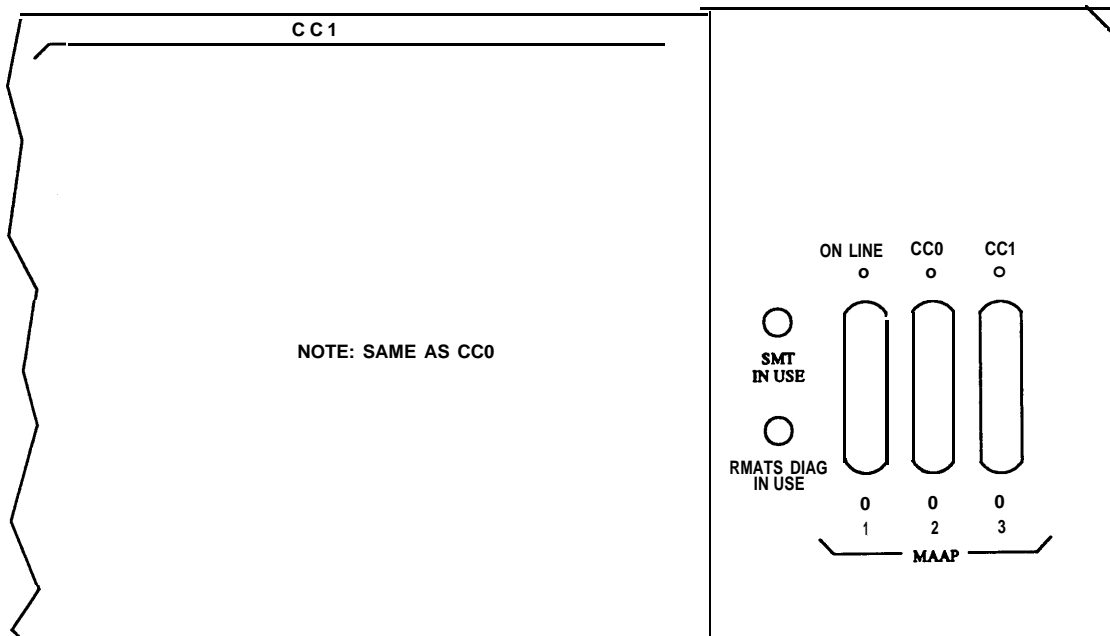 CC1
NOTE: SAME AS CC0
ON LINE CC0 CC1
SMT
IN USE
RMATS DIAG
IN USE
0 0 0
1 2 3
MAAP